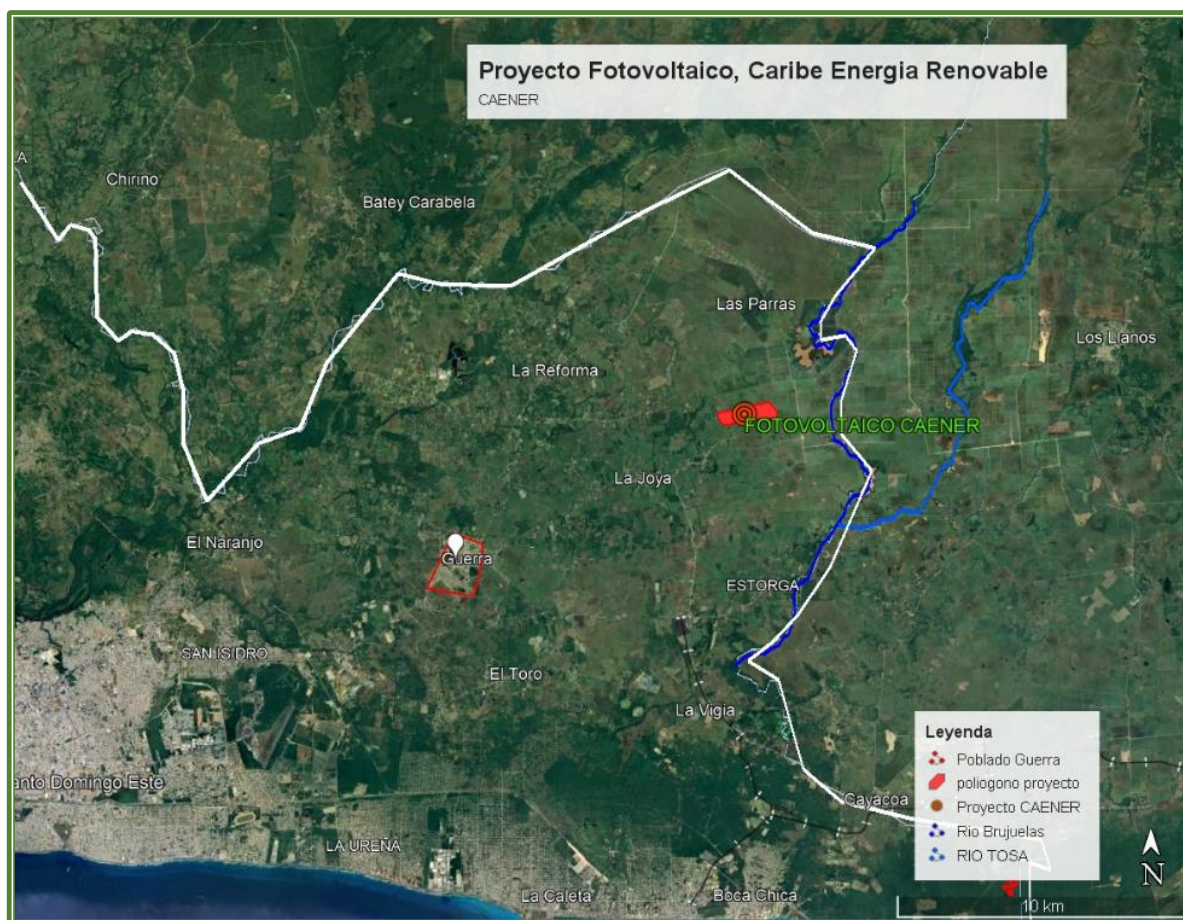 Proyecto Fotovoltaico, Caribe Energia Renovable
CAENER
LA
Chirino
Batey Carabela
Las Parras
Los Llanos
La Reforma
FOTOVOLTAICO CAENER
La Joya
El Naranjo
Guerra
ESTORGA
SAN ISIDRO
El Toro
La Vigia
Leyenda
Poblado Guerra
poliogono proyecto
Proyecto CAENER
Rio Brujuelas
RIO TOSA
anto Domingo Este
Cayacoa
LA UREÑA
La Caleta
Boca Chica
N
10 km